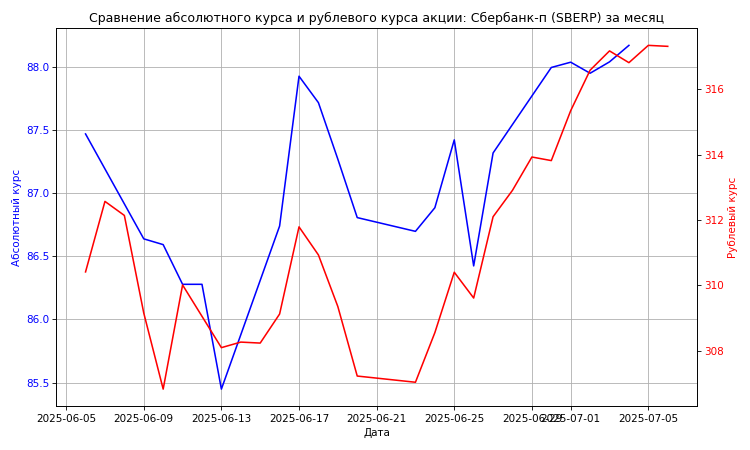 Сравнение абсолютного курса и рублевого курса акции: Сбербанк-п (SBERP) за месяц
Абсолютный курс
88.0
87.5
87.0
86.5
86.0
85.5
316
314
312
310
308
Рублевый курс
2025-06-05 2025-06-09 2025-06-13 2025-06-17 2025-06-21 2025-06-25 2025-06-29 2025-07-01 2025-07-05
Дата